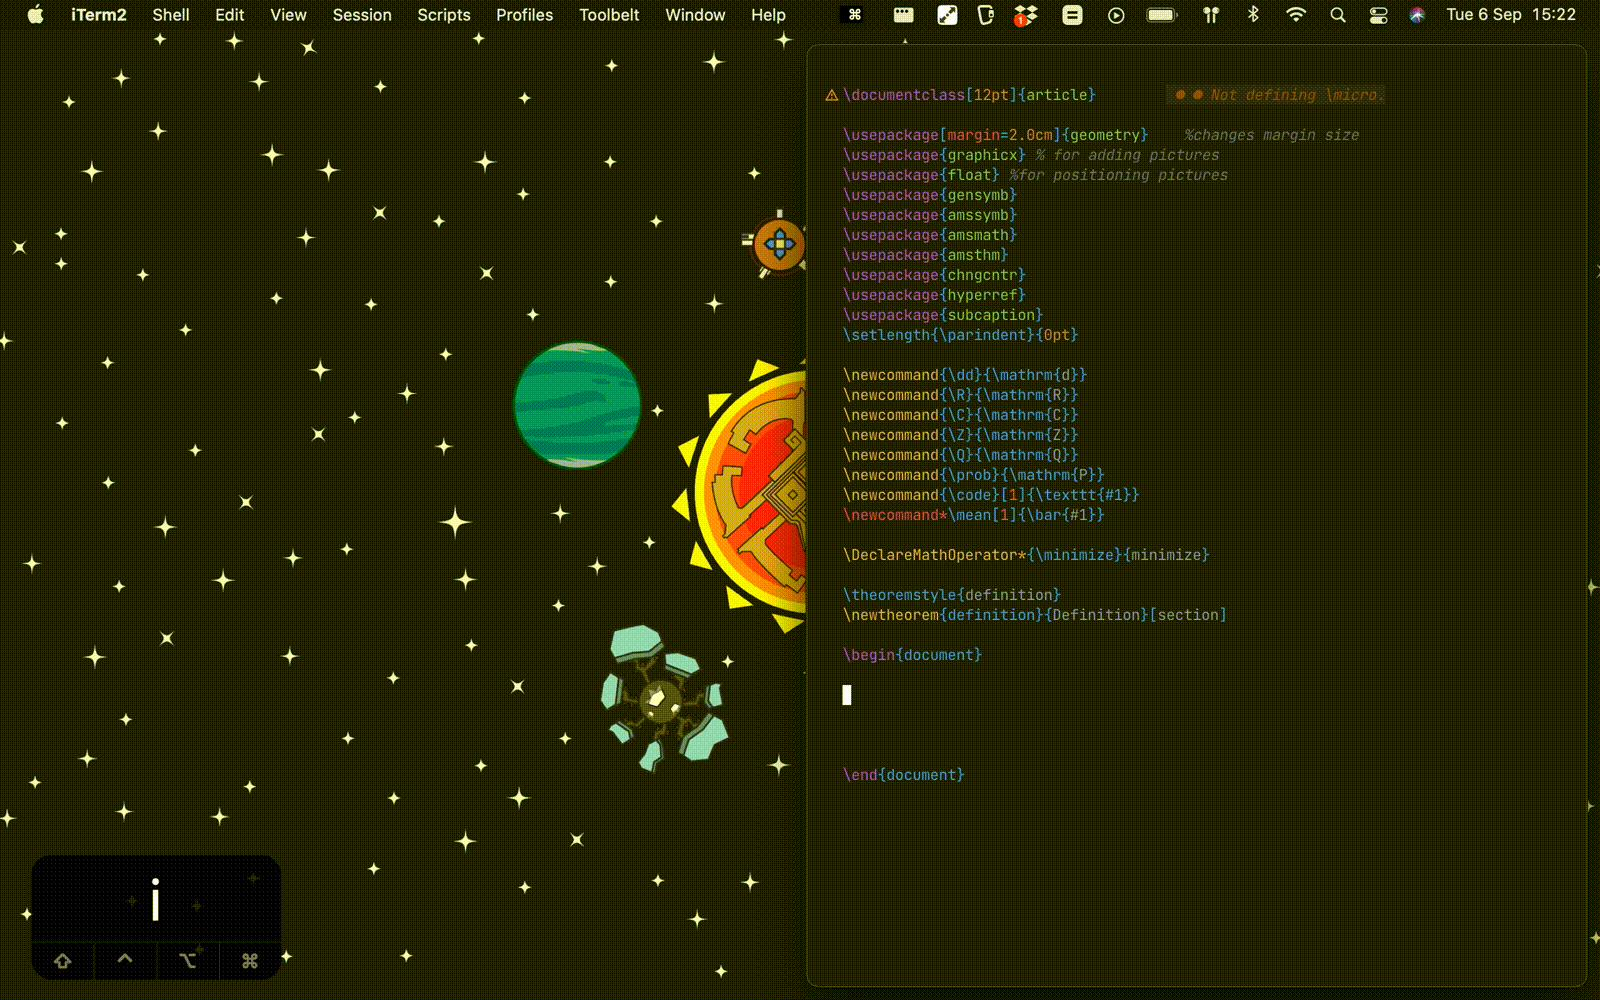 iTerm2 Shell Edit View Session Scripts Profiles Toolbelt Window Help ⌘ 1 Tue 6 Sep 15:22
\documentclass[12pt]{article} ● ● Not defining \micro.
\usepackage[margin=2.0cm]{geometry} %changes margin size
\usepackage{graphicx} % for adding pictures
\usepackage{float} %for positioning pictures
\usepackage{gensymb}
\usepackage{amssymb}
\usepackage{amsmath}
\usepackage{amsthm}
\usepackage{chngcntr}
\usepackage{hyperref}
\usepackage{subcaption}
\setlength{\parindent}{0pt}
\newcommand{\dd}{\mathrm{d}}
\newcommand{\R}{\mathrm{R}}
\newcommand{\C}{\mathrm{C}}
\newcommand{\Z}{\mathrm{Z}}
\newcommand{\Q}{\mathrm{Q}}
\newcommand{\prob}{\mathrm{P}}
\newcommand{\code}[1]{\texttt{#1}}
\newcommand*\mean[1]{\bar{#1}}
\DeclareMathOperator*{\minimize}{minimize}
\theoremstyle{definition}
\newtheorem{definition}{Definition}[section]
\begin{document}
\end{document}
i
⇧ ^ ⌥ ⌘